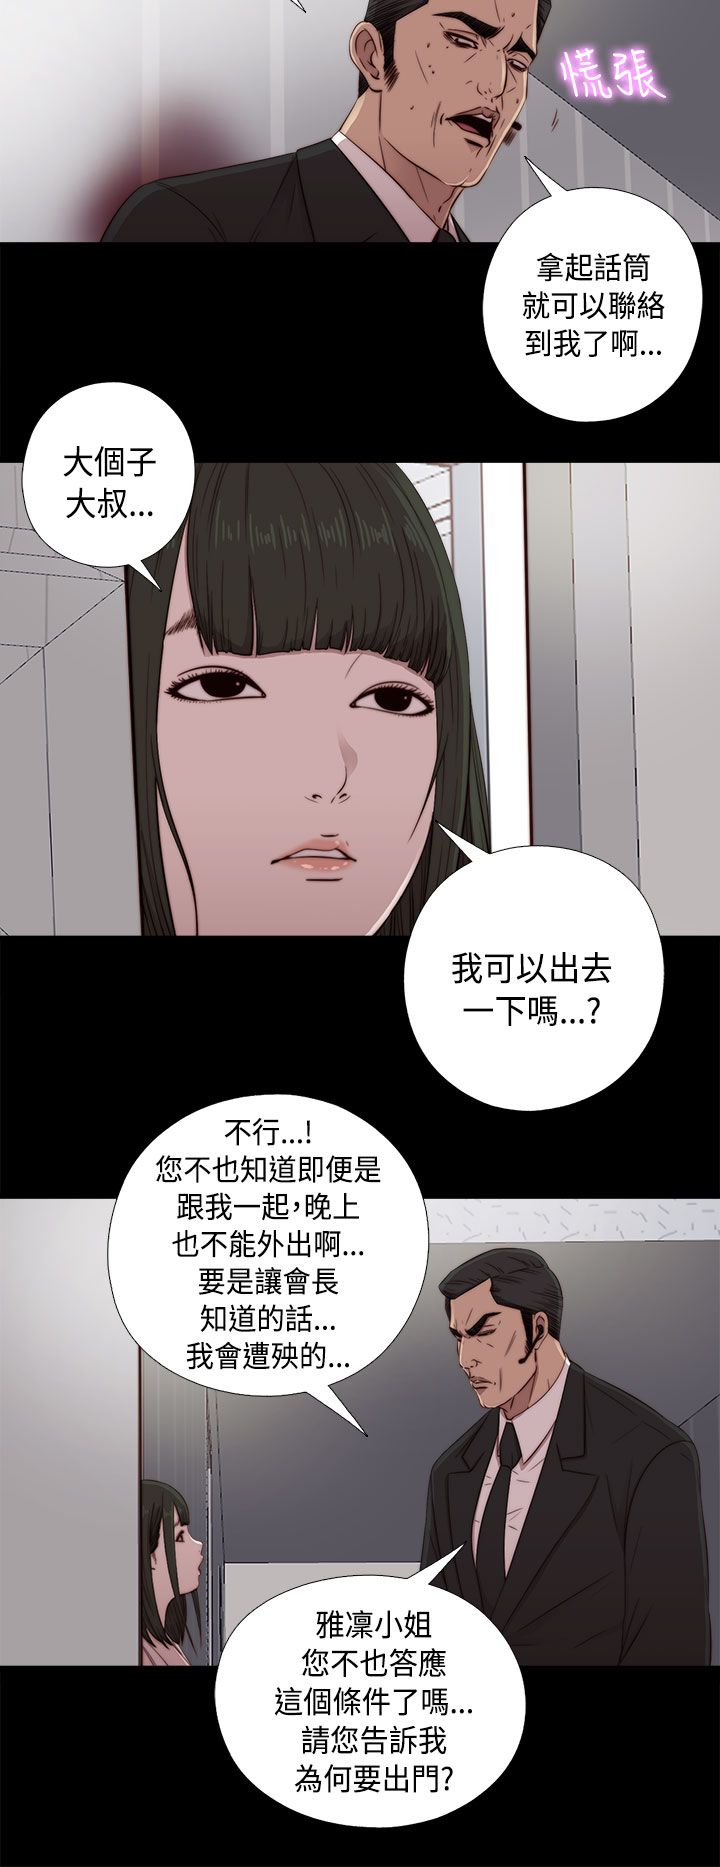 慌張
拿起話筒
就可以聯絡
到我了啊...
大個子
大叔...
我可以出去
一下嗎...?
不行...!
您不也知道即便是
跟我一起，晚上
也不能外出啊...
要是讓會長
知道的話...
我會遭殃的...
雅凜小姐
您不也答應
這個條件了嗎...
請您告訴我
為何要出門?